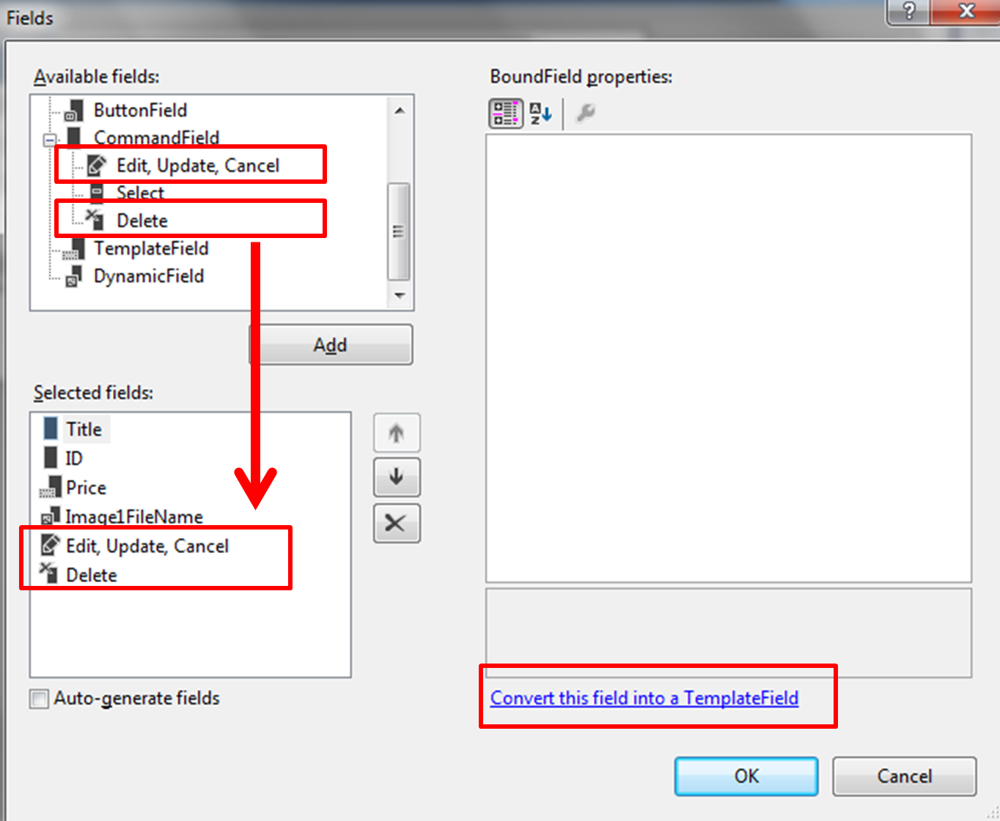 Fields
?
Available fields:
ButtonField
CommandField
Edit, Update, Cancel
Select
Delete
TemplateField
DynamicField
Add
Selected fields:
Title
ID
Price
Image1FileName
Edit, Update, Cancel
Delete
Auto-generate fields
BoundField properties:
A
Z
Convert this field into a TemplateField
OK
Cancel